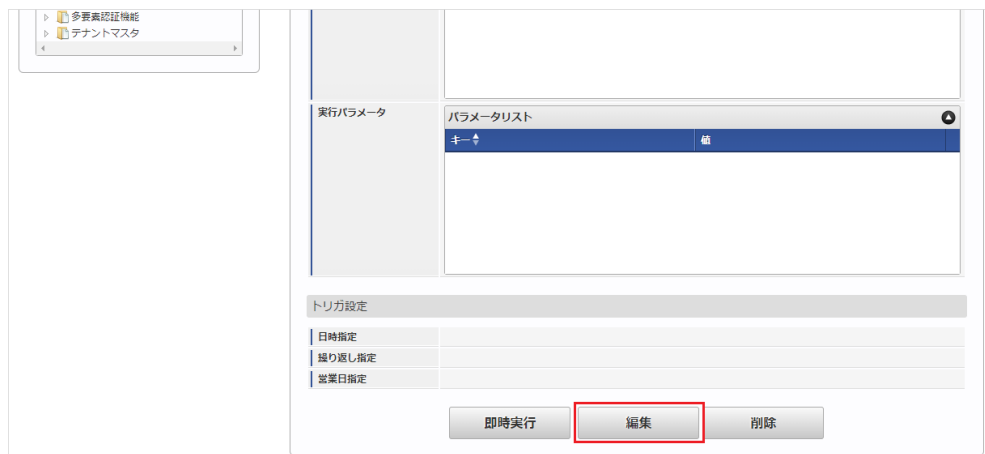 多要素認証機能
テナントマスタ
実行パラメータ
パラメータリスト
キー 値
トリガ設定
日時指定
繰り返し指定
営業日指定
即時実行 編集 削除